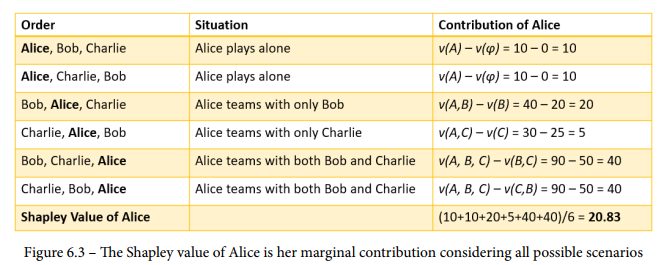 Order Situation Contribution of Alice
Alice, Bob, Charlie Alice plays alone v(A) – v(φ) = 10 – 0 = 10
Alice, Charlie, Bob Alice plays alone v(A) – v(φ) = 10 – 0 = 10
Bob, Alice, Charlie Alice teams with only Bob v(A,B) – v(B) = 40 – 20 = 20
Charlie, Alice, Bob Alice teams with only Charlie v(A,C) – v(C) = 30 – 25 = 5
Bob, Charlie, Alice Alice teams with both Bob and Charlie v(A, B, C) – v(B,C) = 90 – 50 = 40
Charlie, Bob, Alice Alice teams with both Bob and Charlie v(A, B, C) – v(C,B) = 90 – 50 = 40
Shapley Value of Alice (10+10+20+5+40+40)/6 = 20.83
Figure 6.3 – The Shapley value of Alice is her marginal contribution considering all possible scenarios